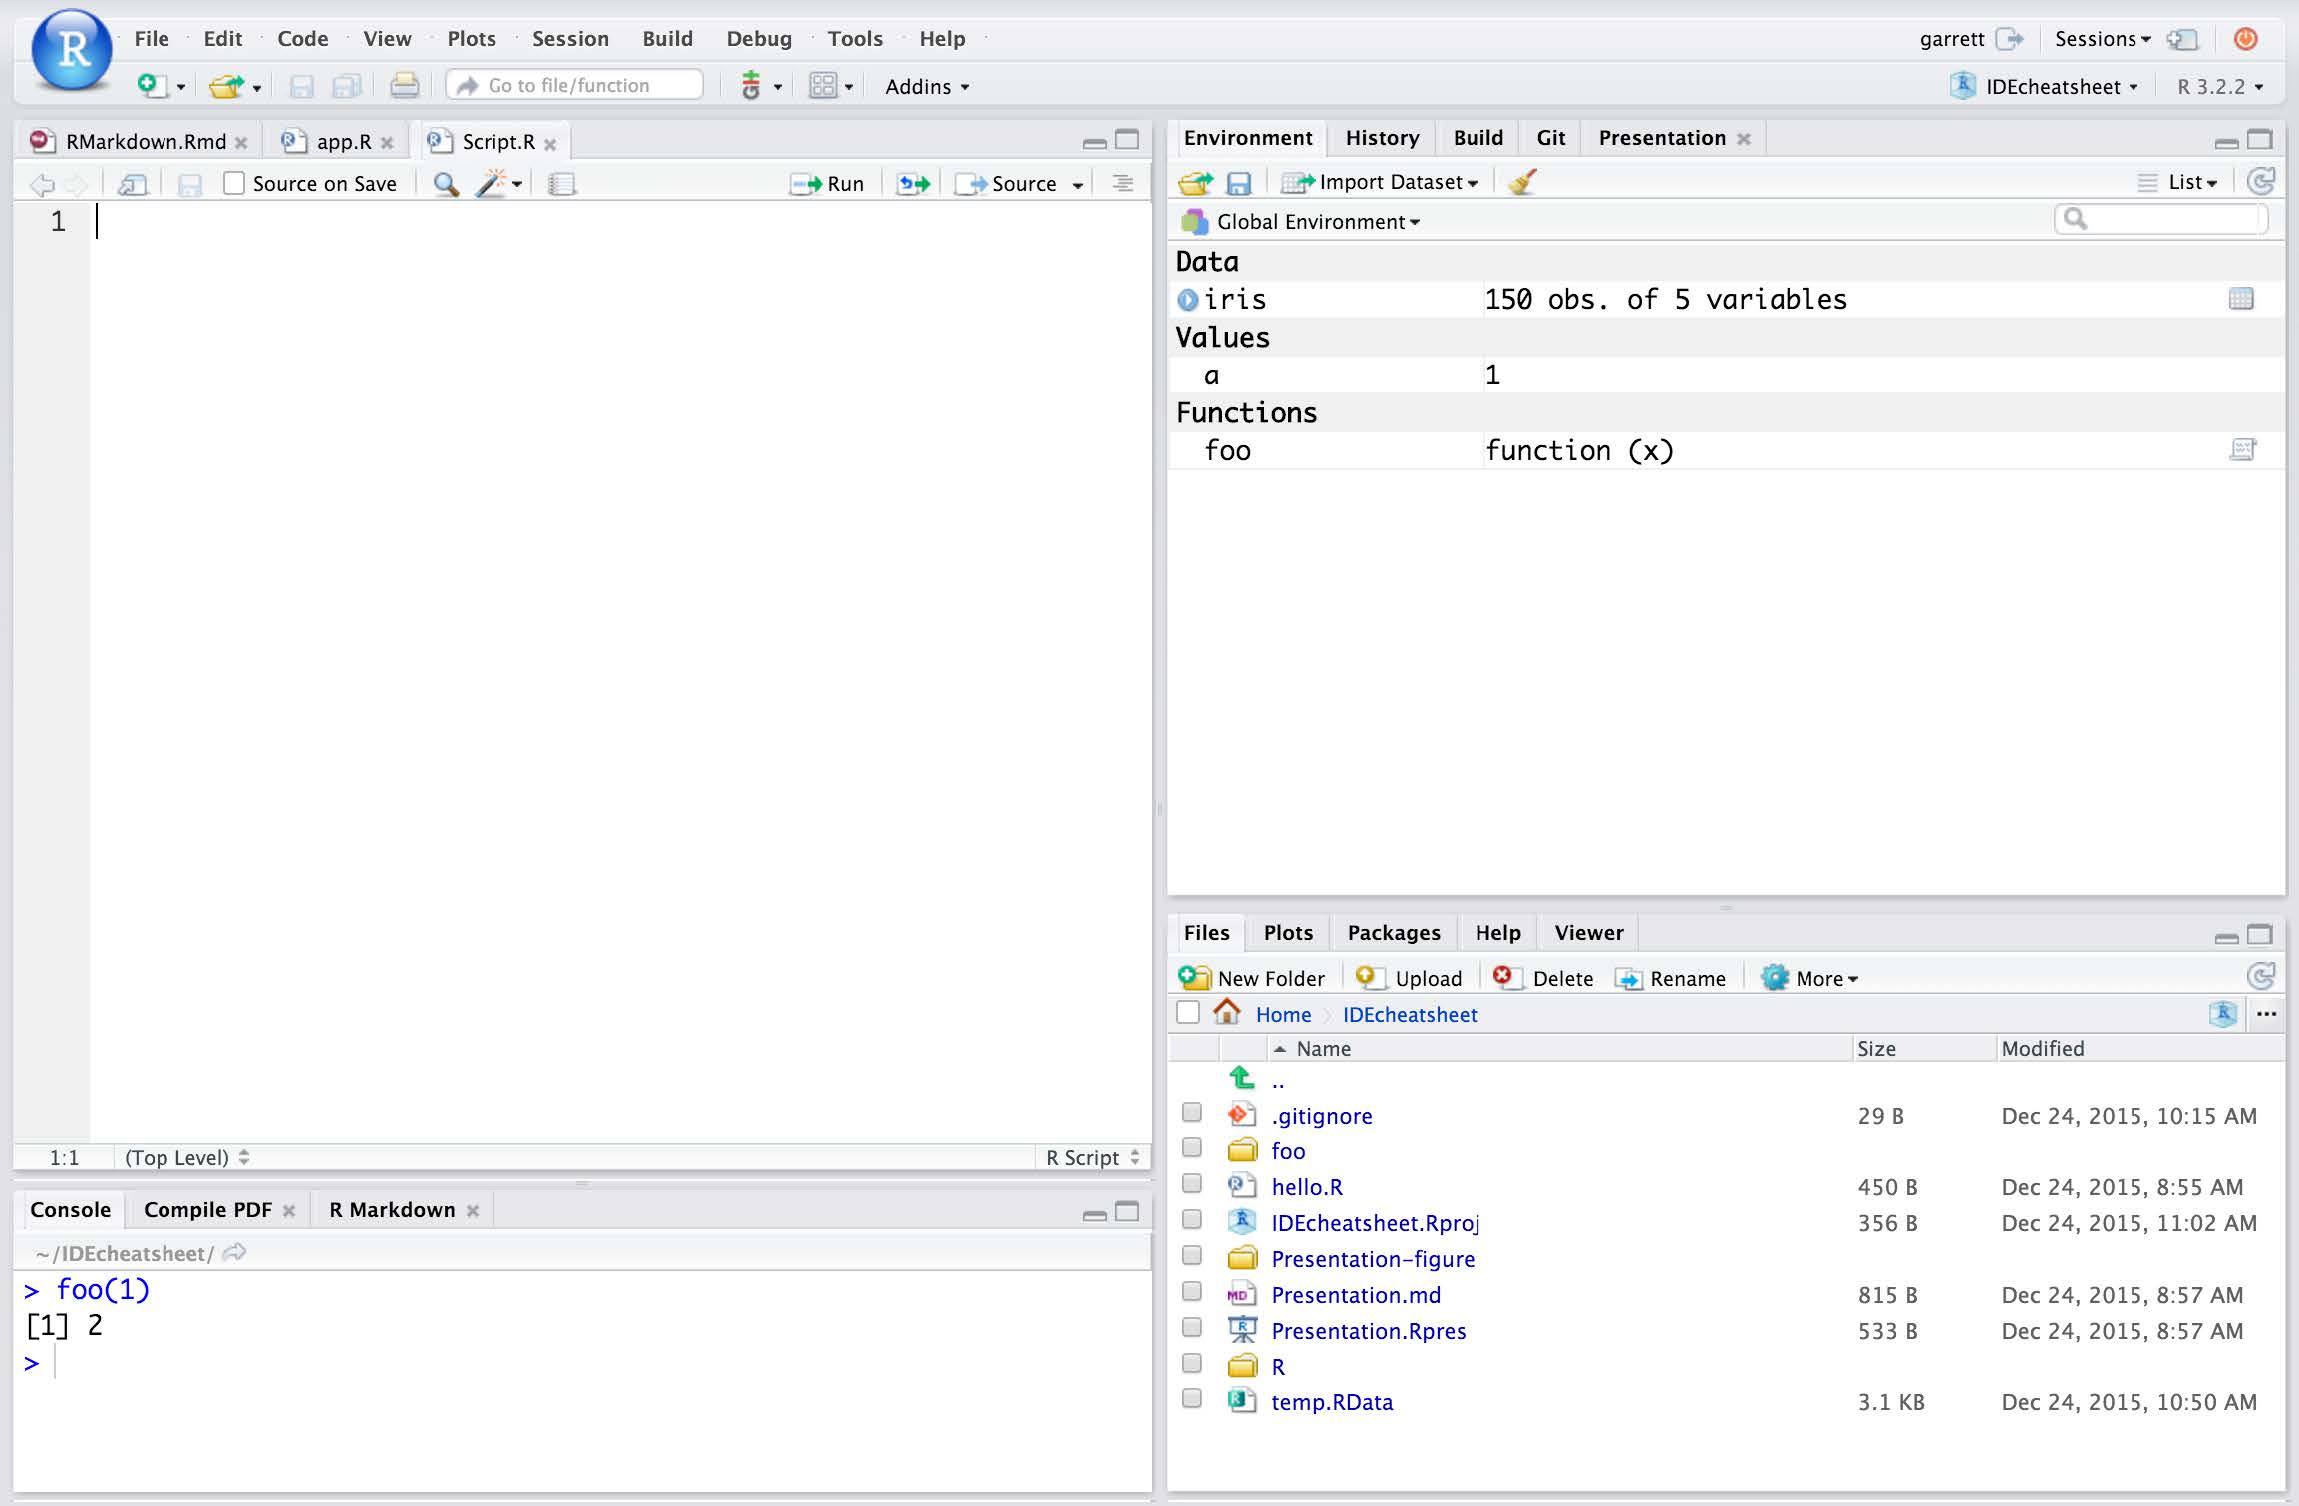 R File Edit Code View Plots Session Build Debug Tools Help garrett Sessions
Go to file/function Addins IDEcheatsheet R 3.2.2
RMarkdown.Rmd app.R Script.R
Source on Save Run Source
1
1:1 (Top Level) R Script
Console Compile PDF R Markdown
~/IDEcheatsheet/
> foo(1)
[1] 2
>
Environment History Build Git Presentation
Import Dataset List
Global Environment
Data
iris 150 obs. of 5 variables
Values
a 1
Functions
foo function (x)
Files Plots Packages Help Viewer
New Folder Upload Delete Rename More
Home IDEcheatsheet R ...
Name Size Modified
..
.gitignore 29 B Dec 24, 2015, 10:15 AM
foo
hello.R 450 B Dec 24, 2015, 8:55 AM
IDEcheatsheet.Rproj 356 B Dec 24, 2015, 11:02 AM
Presentation-figure
MD Presentation.md 815 B Dec 24, 2015, 8:57 AM
Presentation.Rpres 533 B Dec 24, 2015, 8:57 AM
R
temp.RData 3.1 KB Dec 24, 2015, 10:50 AM